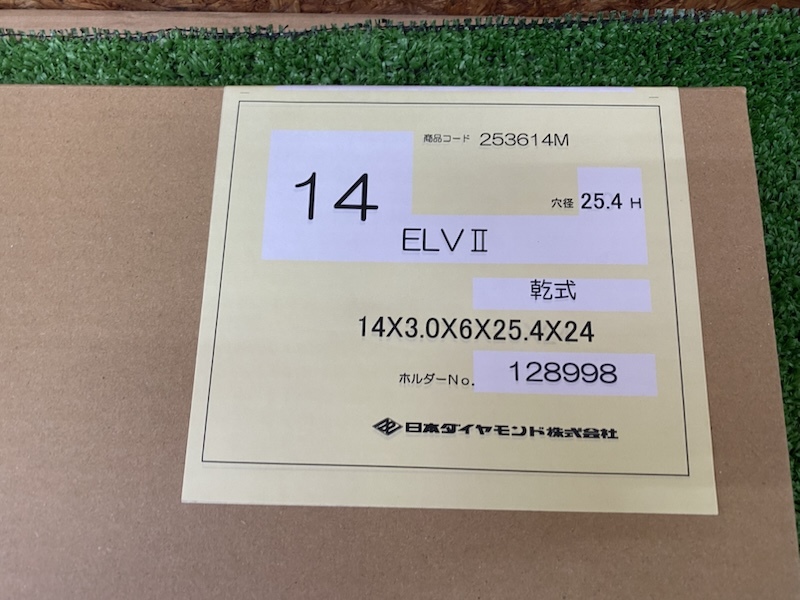 商品コード 253614M
14
穴径 25.4 H
ELVⅡ
乾式
14X3.0X6X25.4X24
ホルダーNo. 128998
日本ダイヤモンド株式会社